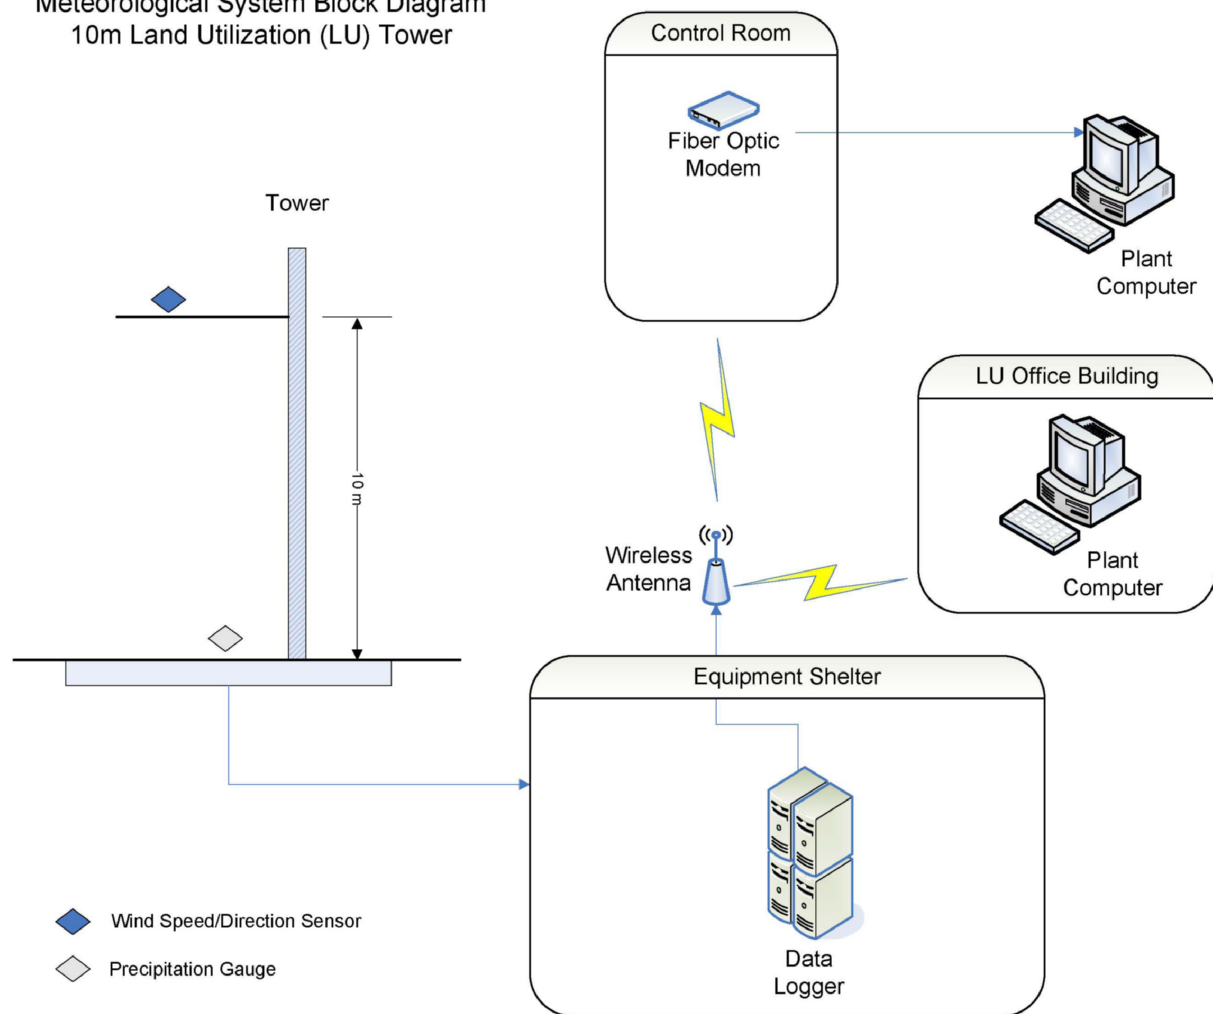 Meteorological System Block Diagram
10m Land Utilization (LU) Tower
Control Room
Fiber Optic
Modem
Plant
Computer
Tower
10 m
LU Office Building
Plant
Computer
Wireless
Antenna
Equipment Shelter
Data
Logger
Wind Speed/Direction Sensor
Precipitation Gauge